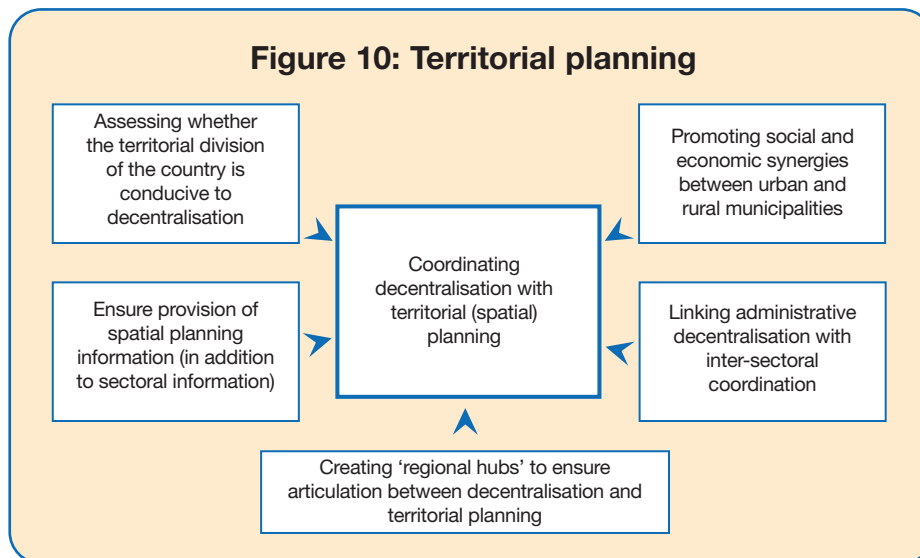 Figure 10: Territorial planning
Assessing whether
the territorial division
of the country is
conducive to
decentralisation
Promoting social and
economic synergies
between urban and
rural municipalities
Coordinating
decentralisation with
territorial (spatial)
planning
Ensure provision of
spatial planning
information (in addition
to sectoral information)
Linking administrative
decentralisation with
inter-sectoral
coordination
Creating ‘regional hubs’ to ensure
articulation between decentralisation and
territorial planning